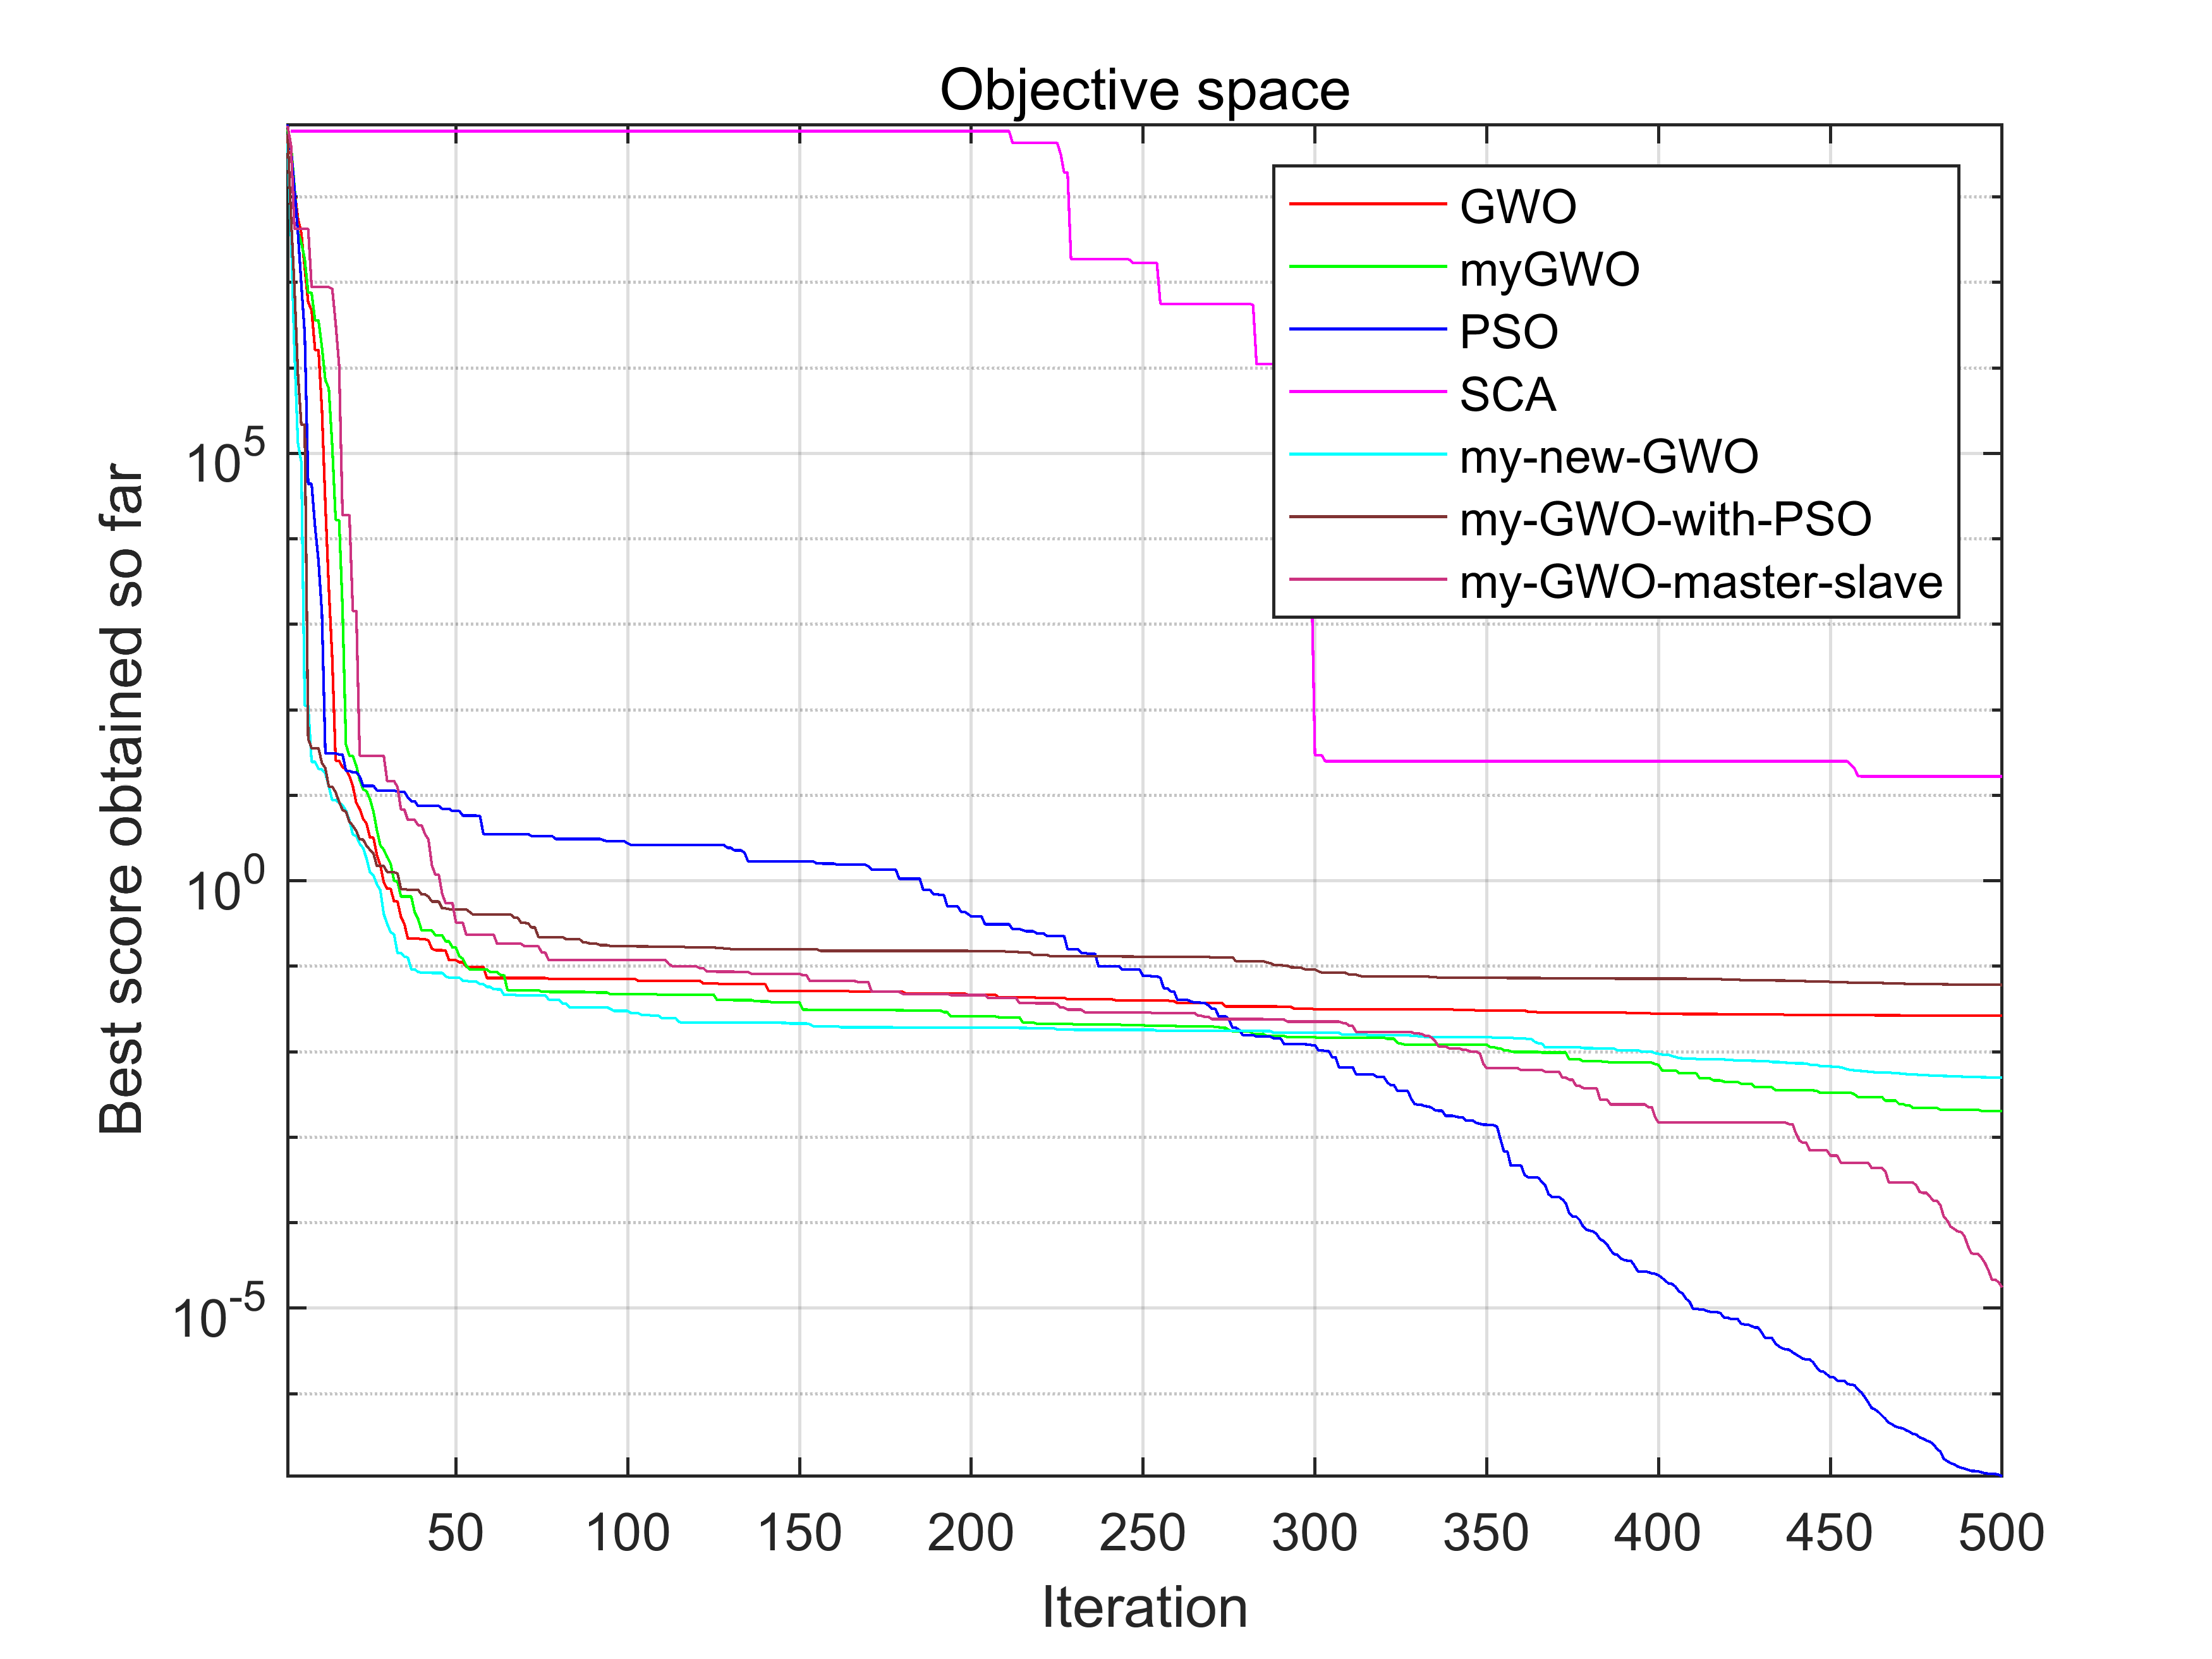 Objective space
Best score obtained so far
10^5
10^0
10^-5
GWO
myGWO
PSO
SCA
my-new-GWO
my-GWO-with-PSO
my-GWO-master-slave
50 100 150 200 250 300 350 400 450 500
Iteration